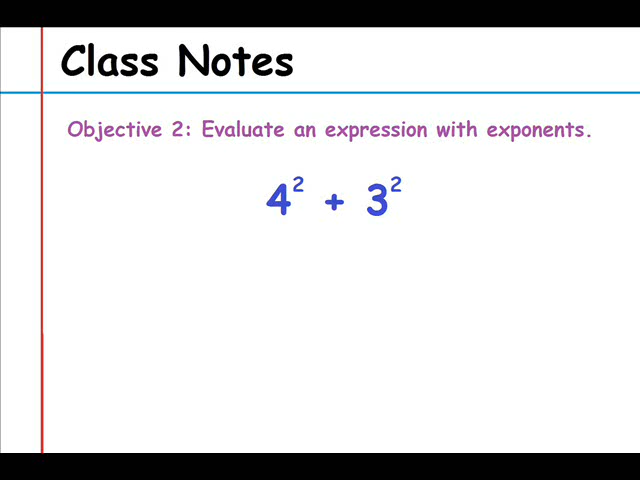 Class Notes
Objective 2: Evaluate an expression with exponents.
4² + 3²